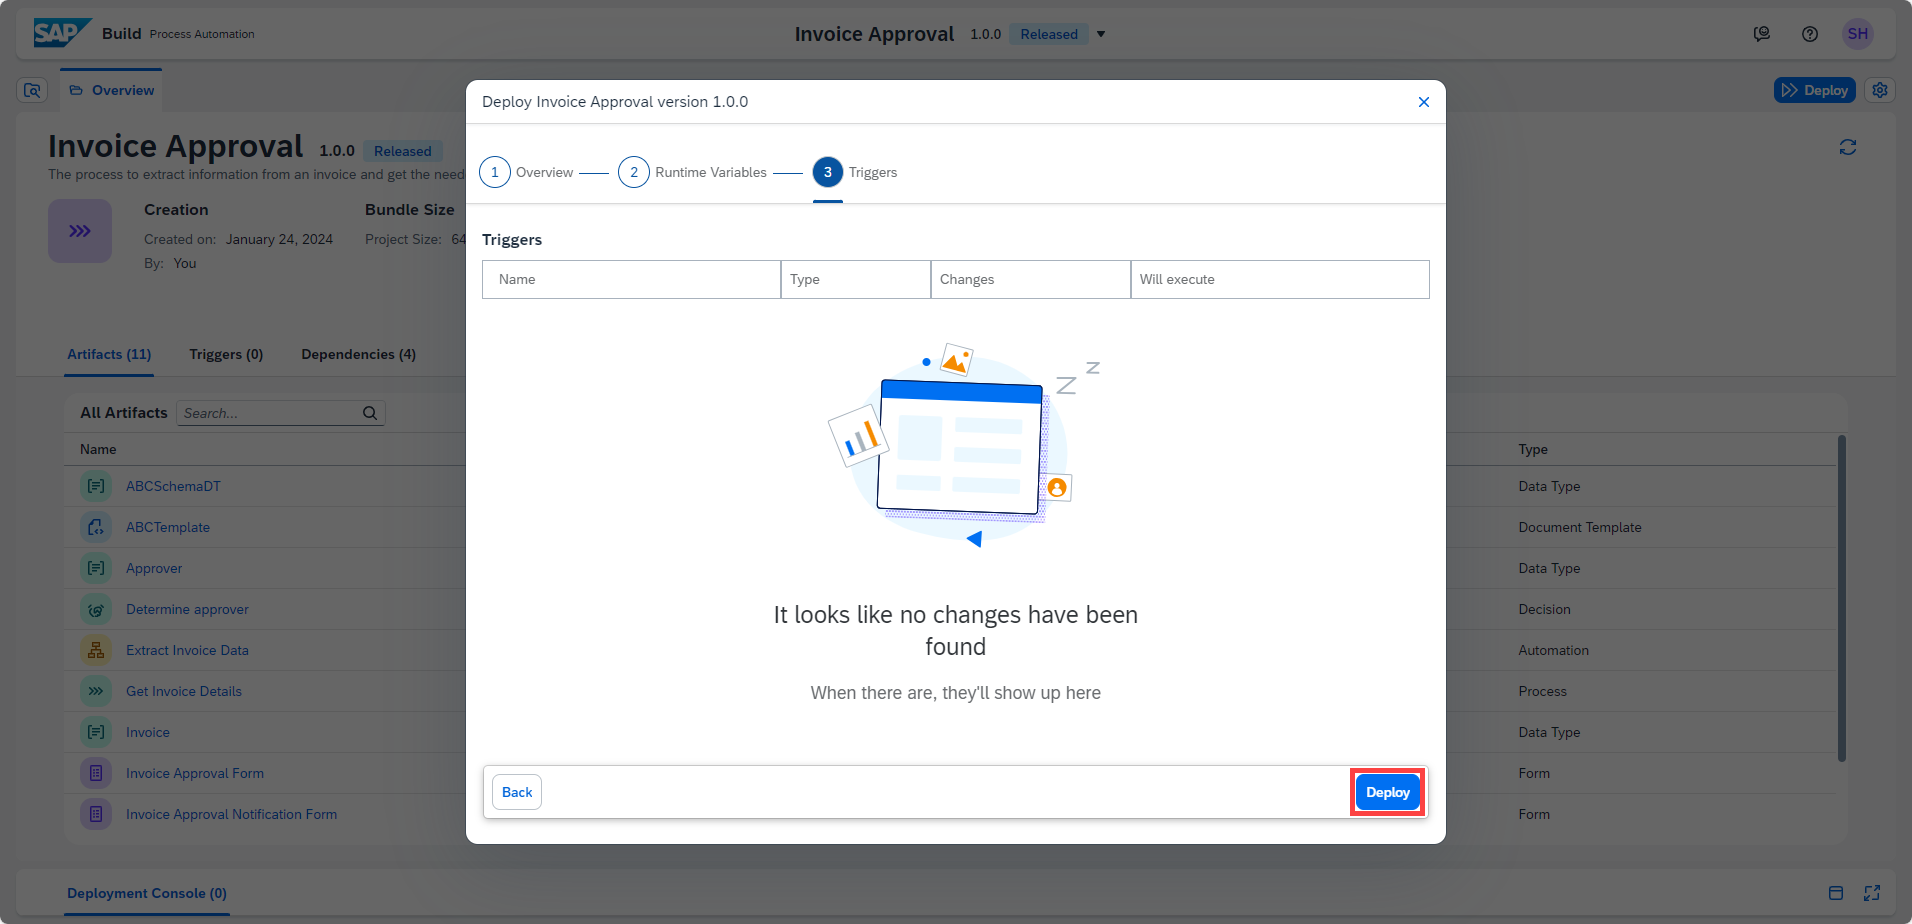 SAP Build Process Automation
Invoice Approval 1.0.0 Released
SH
Overview
Deploy
Invoice Approval 1.0.0 Released
The process to extract information from an invoice and get the need
Creation
Created on: January 24, 2024
By: You
Bundle Size
Project Size: 64
Artifacts (11) Triggers (0) Dependencies (4)
All Artifacts Search...
Name Type
ABCSchemaDT Data Type
ABCTemplate Document Template
Approver Data Type
Determine approver Decision
Extract Invoice Data Automation
Get Invoice Details Process
Invoice Data Type
Invoice Approval Form Form
Invoice Approval Notification Form Form
Deployment Console (0)
Deploy Invoice Approval version 1.0.0
1 Overview 2 Runtime Variables 3 Triggers
Triggers
Name Type Changes Will execute
Z Z
It looks like no changes have been
found
When there are, they'll show up here
Back Deploy